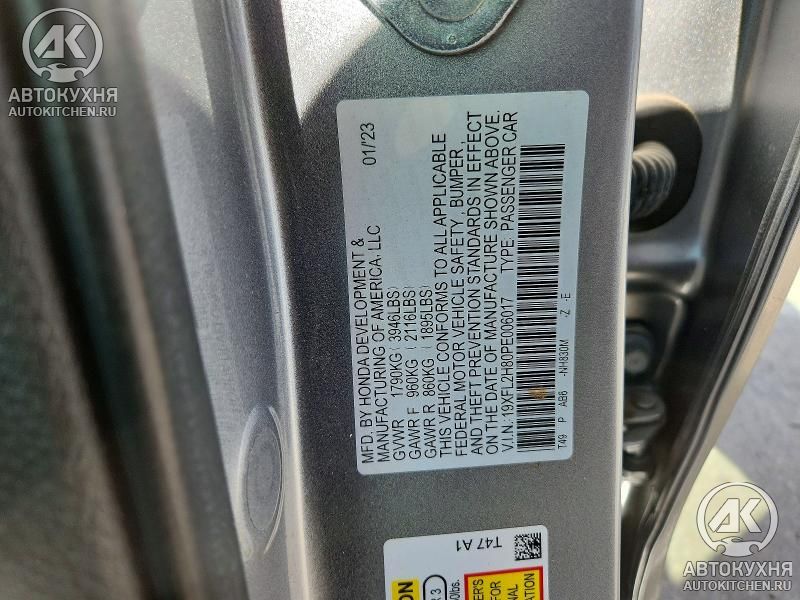 АК
АВТОКУХНЯ
AUTOKITCHEN.RU
MFD. BY HONDA DEVELOPMENT &
MANUFACTURING OF AMERICA. LLC 01/'23
GVWR 1790KG ( 3946LBS)
GAWR F 960KG ( 2116LBS)
GAWR R 860KG ( 1895LBS)
THIS VEHICLE CONFORMS TO ALL APPLICABLE
FEDERAL MOTOR VEHICLE SAFETY, BUMPER,
AND THEFT PREVENTION STANDARDS IN EFFECT
ON THE DATE OF MANUFACTURE SHOWN ABOVE.
V.I.N: 19XFL2H80PE006017 TYPE: PASSENGER CAR
T49 P AB6 -NH830M -Z -E
T47 A1
АК
АВТОКУХНЯ
AUTOKITCHEN.RU